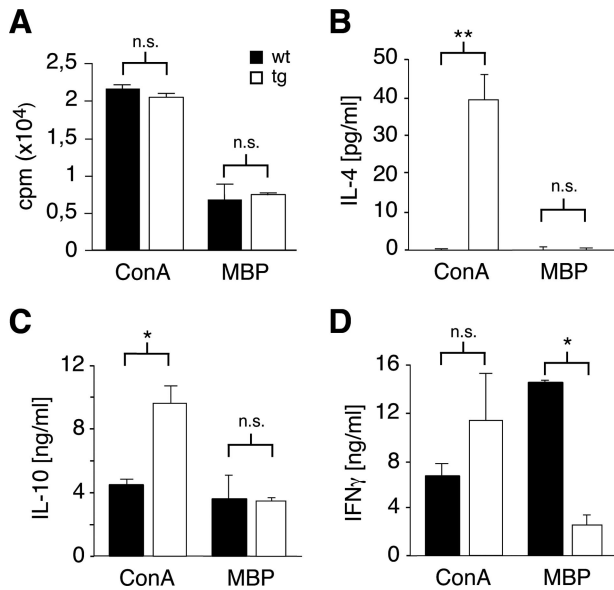 A
n.s.
wt
tg
2,5
2
1,5
1
0,5
0
cpm (x10⁴)
n.s.
ConA
MBP
B
**
50
40
30
20
10
0
IL-4 [pg/ml]
n.s.
ConA
MBP
C
*
12
8
4
0
IL-10 [ng/ml]
n.s.
ConA
MBP
D
n.s.
*
16
12
8
4
0
IFNγ [ng/ml]
ConA
MBP